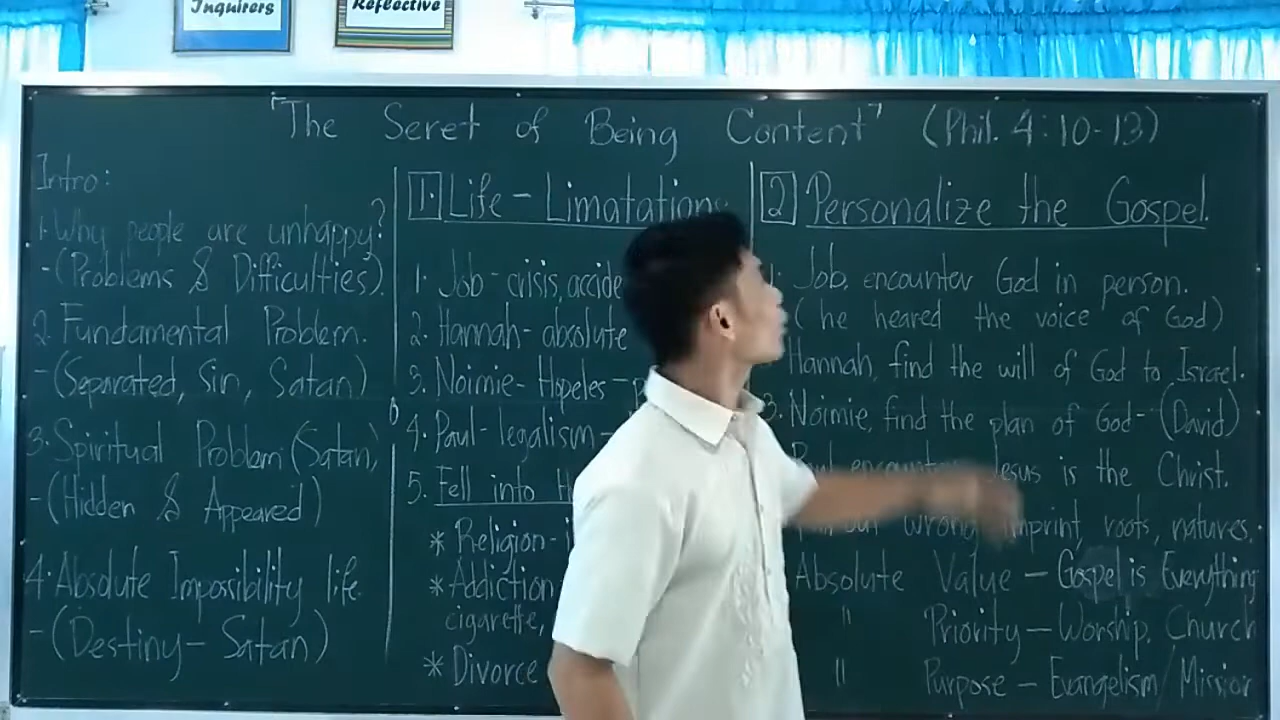 Inquirers
Reflective
"The Seret of Being Content" (Phil. 4:10-13)
Intro:
1. Why people are unhappy?
-(Problems & Difficulties).
2. Fundamental Problem.
-(Separated, Sin, Satan)
3. Spiritual Problem (Satan,
-(Hidden & Appeared)
4. Absolute Impossibility life.
-(Destiny- Satan)
1. Life - Limatation
1. Job - crisis, accide
2. Hannah - absolute
3. Noimie - Hopeles -
4. Paul - legalism -
5. Fell into
* Religion -
* Addiction
cigarette,
* Divorce
2 Personalize the Gospel.
Job, encounter God in person.
( he heared the voice of God)
Hannah, find the will of God to Israel.
3. Noimie, find the plan of God - (David)
Jesus is the Christ.
wrong imprint, roots, natures.
Absolute Value - Gospel is Everything
" Priority - Worship, Church
" Purpose - Evangelism / Mission